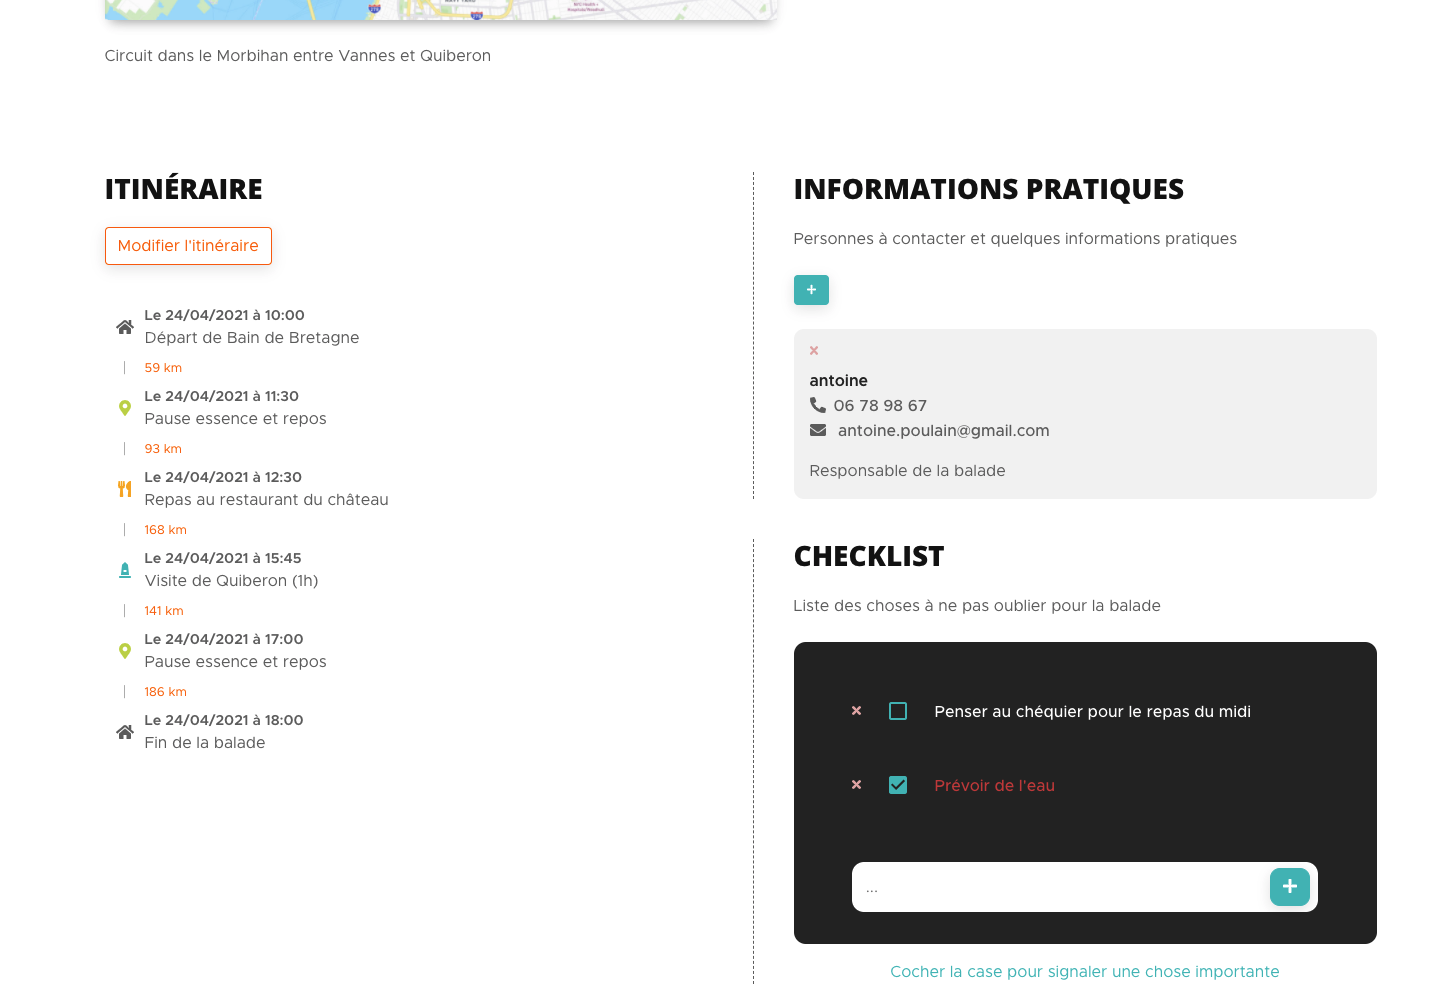 Circuit dans le Morbihan entre Vannes et Quiberon
ITINÉRAIRE
Modifier l'itinéraire
Le 24/04/2021 à 10:00
Départ de Bain de Bretagne
59 km
Le 24/04/2021 à 11:30
Pause essence et repos
93 km
Le 24/04/2021 à 12:30
Repas au restaurant du château
168 km
Le 24/04/2021 à 15:45
Visite de Quiberon (1h)
141 km
Le 24/04/2021 à 17:00
Pause essence et repos
186 km
Le 24/04/2021 à 18:00
Fin de la balade
INFORMATIONS PRATIQUES
Personnes à contacter et quelques informations pratiques
+
antoine
06 78 98 67
antoine.poulain@gmail.com
Responsable de la balade
CHECKLIST
Liste des choses à ne pas oublier pour la balade
Penser au chéquier pour le repas du midi
Prévoir de l'eau
...
+
Cocher la case pour signaler une chose importante